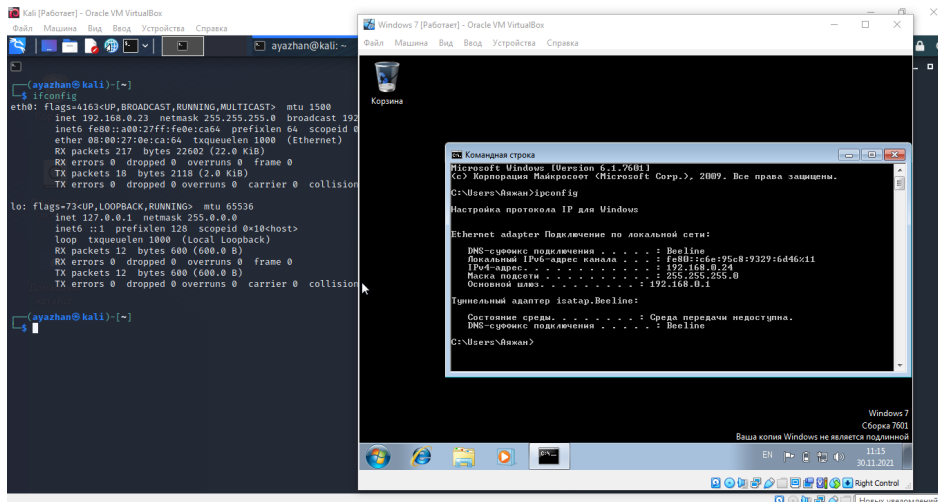 Kali [Работает] - Oracle VM VirtualBox
Файл Машина Вид Ввод Устройства Справка
ayazhan@kali: ~
(ayazhan㉿kali)-[~]
$ ifconfig
eth0: flags=4163<UP,BROADCAST,RUNNING,MULTICAST> mtu 1500
inet 192.168.0.23 netmask 255.255.255.0 broadcast 192
inet6 fe80::a00:27ff:fe0e:ca64 prefixlen 64 scopeid 0
ether 08:00:27:0e:ca:64 txqueuelen 1000 (Ethernet)
RX packets 217 bytes 22602 (22.0 KiB)
RX errors 0 dropped 0 overruns 0 frame 0
TX packets 18 bytes 2118 (2.0 KiB)
TX errors 0 dropped 0 overruns 0 carrier 0 collision
lo: flags=73<UP,LOOPBACK,RUNNING> mtu 65536
inet 127.0.0.1 netmask 255.0.0.0
inet6 ::1 prefixlen 128 scopeid 0×10<host>
loop txqueuelen 1000 (Local Loopback)
RX packets 12 bytes 600 (600.0 B)
RX errors 0 dropped 0 overruns 0 frame 0
TX packets 12 bytes 600 (600.0 B)
TX errors 0 dropped 0 overruns 0 carrier 0 collision
(ayazhan㉿kali)-[~]
$
Windows 7 [Работает] - Oracle VM VirtualBox
Файл Машина Вид Ввод Устройства Справка
Корзина
Командная строка
Microsoft Windows [Version 6.1.7601]
(c) Корпорация Майкрософт (Microsoft Corp.), 2009. Все права защищены.
C:\Users\Аяжан>ipconfig
Настройка протокола IP для Windows
Ethernet adapter Подключение по локальной сети:
DNS-суффикс подключения . . . . . : Beeline
Локальный IPv6-адрес канала . . . : fe80::c6e:95c8:9329:6d46%11
IPv4-адрес. . . . . . . . . . . . : 192.168.0.24
Маска подсети . . . . . . . . . . : 255.255.255.0
Основной шлюз. . . . . . . . . : 192.168.0.1
Туннельный адаптер isatap.Beeline:
Состояние среды. . . . . . . . : Среда передачи недоступна.
DNS-суффикс подключения . . . . . : Beeline
C:\Users\Аяжан>
Windows 7
Сборка 7601
Ваша копия Windows не является подлинной
EN
11:15
30.11.2021
Right Control
Новых уведомлений